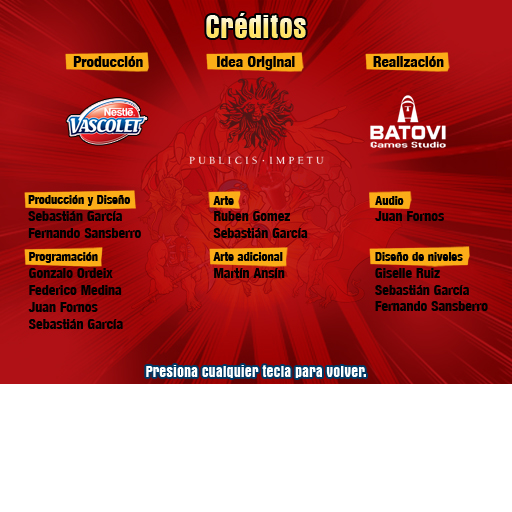 Créditos
Producción
Idea Original
Realización
Nestlé
VASCOLET
PUBLICIS·IMPETU
BATOVI
Games Studio
Producción y Diseño
Sebastián García
Fernando Sansberro
Arte
Rubén Gomez
Sebastián García
Audio
Juan Fornos
Programación
Gonzalo Ordeix
Federico Medina
Juan Fornos
Sebastián García
Arte adicional
Martín Ansín
Diseño de niveles
Giselle Ruiz
Sebastián García
Fernando Sansberro
Presiona cualquier tecla para volver.